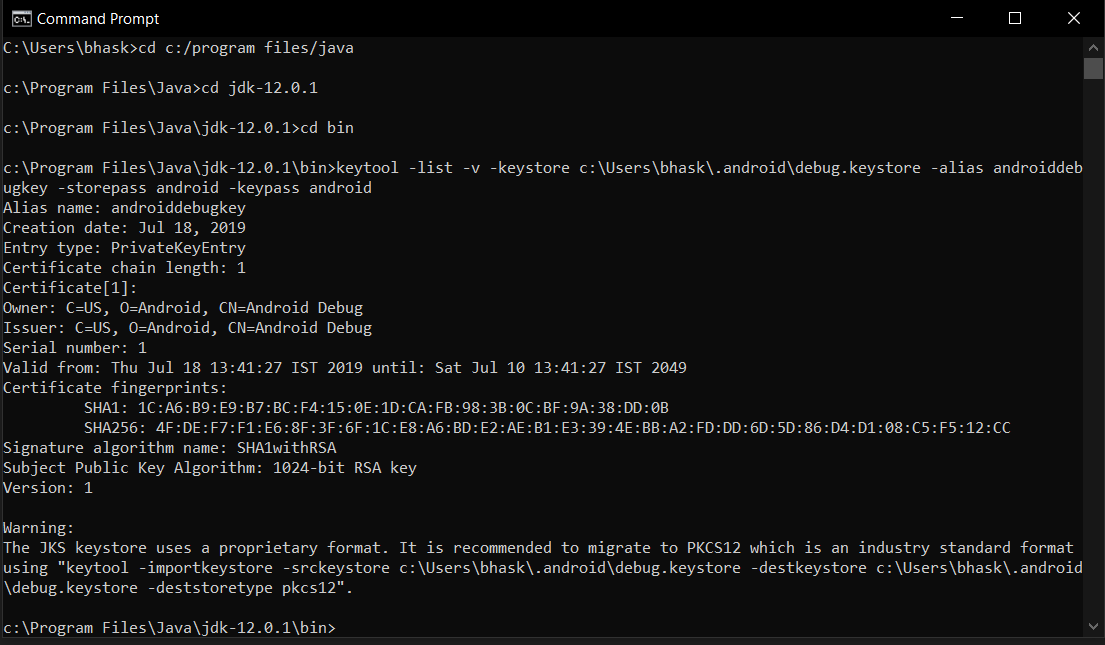 Command Prompt
C:\Users\bhask>cd c:/program files/java
c:\Program Files\Java>cd jdk-12.0.1
c:\Program Files\Java\jdk-12.0.1>cd bin
c:\Program Files\Java\jdk-12.0.1\bin>keytool -list -v -keystore c:\Users\bhask\.android\debug.keystore -alias androiddeb
ugkey -storepass android -keypass android
Alias name: androiddebugkey
Creation date: Jul 18, 2019
Entry type: PrivateKeyEntry
Certificate chain length: 1
Certificate[1]:
Owner: C=US, O=Android, CN=Android Debug
Issuer: C=US, O=Android, CN=Android Debug
Serial number: 1
Valid from: Thu Jul 18 13:41:27 IST 2019 until: Sat Jul 10 13:41:27 IST 2049
Certificate fingerprints:
         SHA1: 1C:A6:B9:E9:B7:BC:F4:15:0E:1D:CA:FB:98:3B:0C:BF:9A:38:DD:0B
         SHA256: 4F:DE:F7:F1:E6:8F:3F:6F:1C:E8:A6:BD:E2:AE:B1:E3:39:4E:BB:A2:FD:DD:6D:5D:86:D4:D1:08:C5:F5:12:CC
Signature algorithm name: SHA1withRSA
Subject Public Key Algorithm: 1024-bit RSA key
Version: 1
Warning:
The JKS keystore uses a proprietary format. It is recommended to migrate to PKCS12 which is an industry standard format
using "keytool -importkeystore -srckeystore c:\Users\bhask\.android\debug.keystore -destkeystore c:\Users\bhask\.android
\debug.keystore -deststoretype pkcs12".
c:\Program Files\Java\jdk-12.0.1\bin>